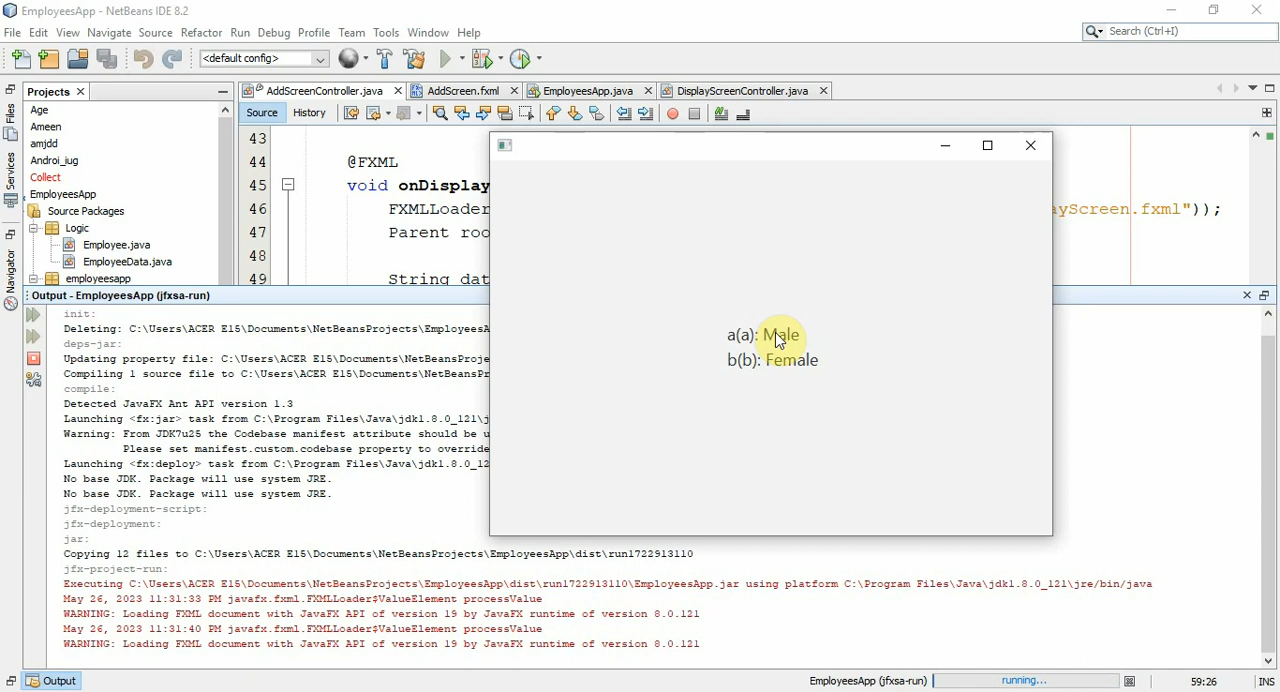 EmployeesApp - NetBeans IDE 8.2
File Edit View Navigate Source Refactor Run Debug Profile Team Tools Window Help
Search (Ctrl+I)
<default config>
Projects
AddScreenController.java
AddScreen.fxml
EmployeesApp.java
DisplayScreenController.java
Files
Services
Navigator
Age
Ameen
amjdd
Androi_iug
Collect
EmployeesApp
Source Packages
Logic
Employee.java
EmployeeData.java
employeesapp
Source History
43
44 @FXML
45 void onDisplay
46 FXMLLoader ayScreen.fxml"));
47 Parent roo
48
49 String dat
a(a): Male
b(b): Female
Output - EmployeesApp (jfxsa-run)
init:
Deleting: C:\Users\ACER E15\Documents\NetBeansProjects\EmployeesA
deps-jar:
Updating property file: C:\Users\ACER E15\Documents\NetBeansProje
Compiling 1 source file to C:\Users\ACER E15\Documents\NetBeansPr
compile:
Detected JavaFX Ant API version 1.3
Launching <fx:jar> task from C:\Program Files\Java\jdk1.8.0_121\j
Warning: From JDK7u25 the Codebase manifest attribute should be u
Please set manifest.custom.codebase property to override
Launching <fx:deploy> task from C:\Program Files\Java\jdk1.8.0_12
No base JDK. Package will use system JRE.
No base JDK. Package will use system JRE.
jfx-deployment-script:
jfx-deployment:
jar:
Copying 12 files to C:\Users\ACER E15\Documents\NetBeansProjects\EmployeesApp\dist\run1722913110
jfx-project-run:
Executing C:\Users\ACER E15\Documents\NetBeansProjects\EmployeesApp\dist\run1722913110\EmployeesApp.jar using platform C:\Program Files\Java\jdk1.8.0_121\jre/bin/java
May 26, 2023 11:31:33 PM javafx.fxml.FXMLLoader$ValueElement processValue
WARNING: Loading FXML document with JavaFX API of version 19 by JavaFX runtime of version 8.0.121
May 26, 2023 11:31:40 PM javafx.fxml.FXMLLoader$ValueElement processValue
WARNING: Loading FXML document with JavaFX API of version 19 by JavaFX runtime of version 8.0.121
Output
EmployeesApp (jfxsa-run) running... 59:26 INS